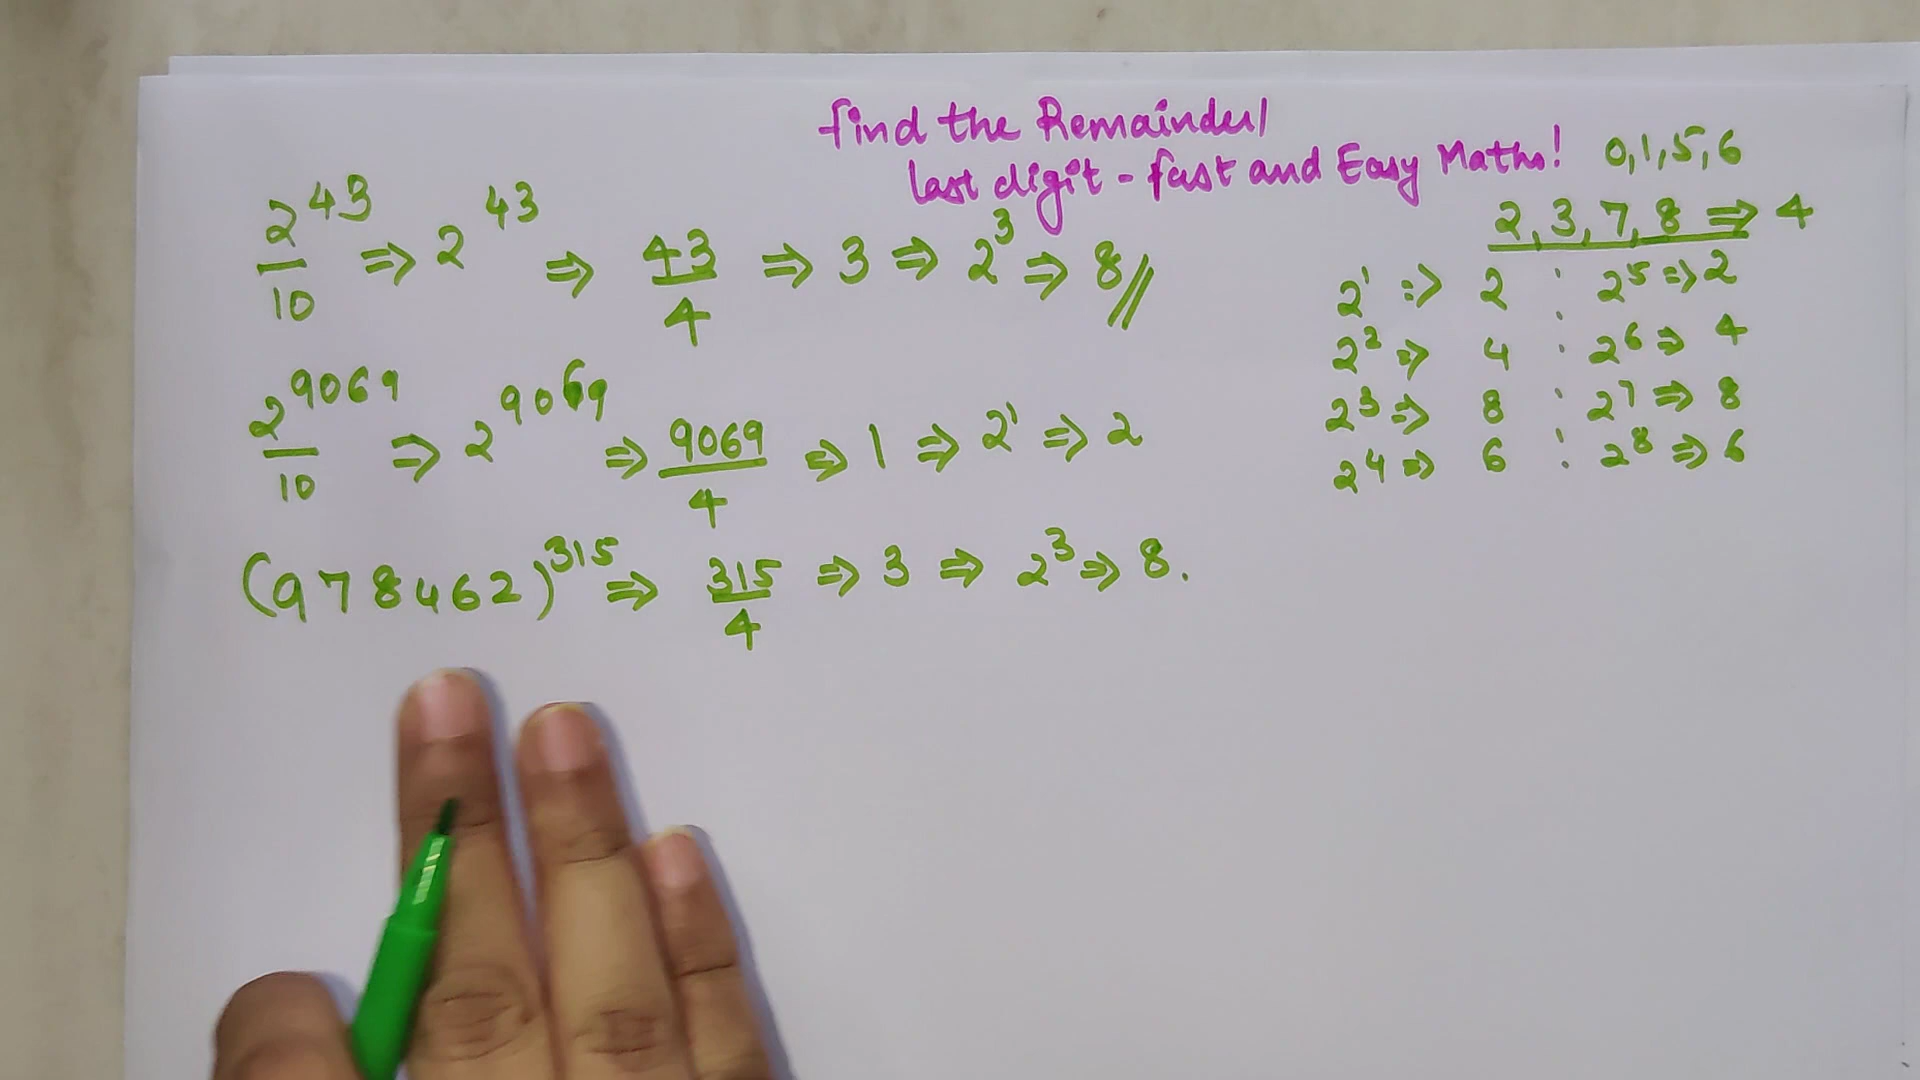 find the Remainder/
last digit - fast and Easy Maths!
0,1,5,6
2,3,7,8 ⇒ 4
2^43/10 ⇒ 2^43 ⇒ 43/4 ⇒ 3 ⇒ 2^3 ⇒ 8//
2^1 :⇒ 2 : 2^5 ⇒ 2
2^2 ⇒ 4 : 2^6 ⇒ 4
2^3 ⇒ 8 : 2^7 ⇒ 8
2^4 ⇒ 6 : 2^8 ⇒ 6
2^9069/10 ⇒ 2^9069 ⇒ 9069/4 ⇒ 1 ⇒ 2^1 ⇒ 2
(978462)^315 ⇒ 315/4 ⇒ 3 ⇒ 2^3 ⇒ 8.